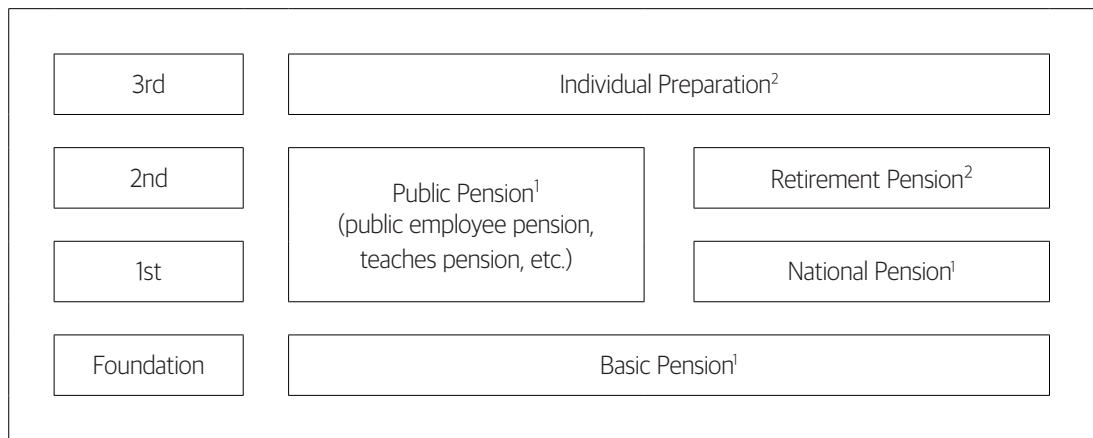 3rd
Individual Preparation²
2nd
Public Pension¹
(public employee pension,
teaches pension, etc.)
Retirement Pension²
1st
National Pension¹
Foundation
Basic Pension¹